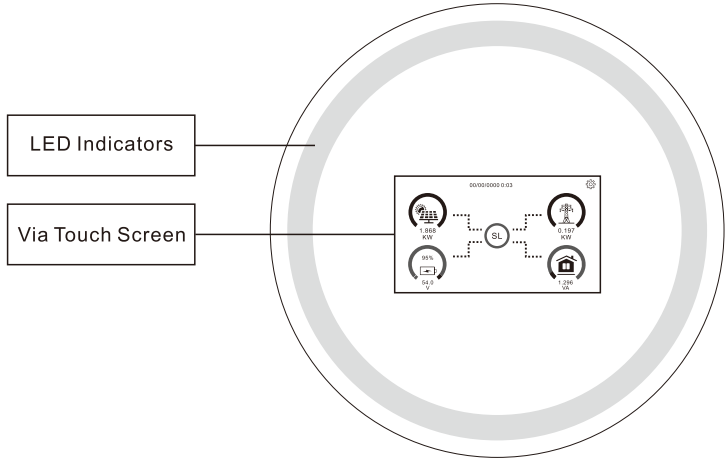 LED Indicators
Via Touch Screen
00/00/0000 0:03
1.868
KW
0.197
KW
SL
95%
54.0
V
1.296
VA